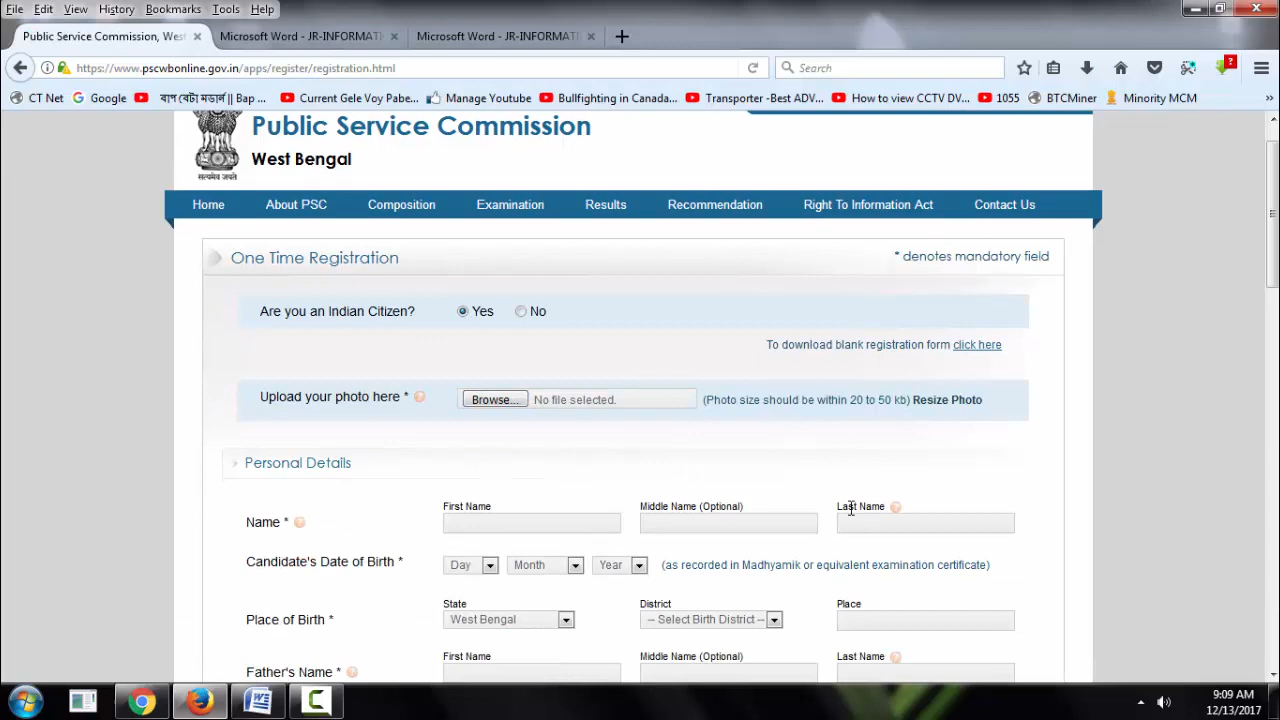 File Edit View History Bookmarks Tools Help
Public Service Commission, Wes
Microsoft Word - JR-INFORMATI
Microsoft Word - JR-INFORMATI
https://www.pscwbonline.gov.in/apps/register/registration.html
Search
?
CT Net Google বাপ বেটা মডার্ন || Bap ... Current Gele Voy Pabe... Manage Youtube Bullfighting in Canada... Transporter -Best ADV... How to view CCTV DV... 1055 BTCMiner Minority MCM
Public Service Commission
सत्यमेव जयते
West Bengal
Home About PSC Composition Examination Results Recommendation Right To Information Act Contact Us
One Time Registration
* denotes mandatory field
Are you an Indian Citizen? Yes No
To download blank registration form click here
Upload your photo here * ? Browse... No file selected. (Photo size should be within 20 to 50 kb) Resize Photo
Personal Details
First Name Middle Name (Optional) Last Name ?
Name * ?
Candidate's Date of Birth * Day Month Year (as recorded in Madhyamik or equivalent examination certificate)
State District Place
Place of Birth * West Bengal -- Select Birth District --
First Name Middle Name (Optional) Last Name ?
Father's Name * ?
9:09 AM
12/13/2017